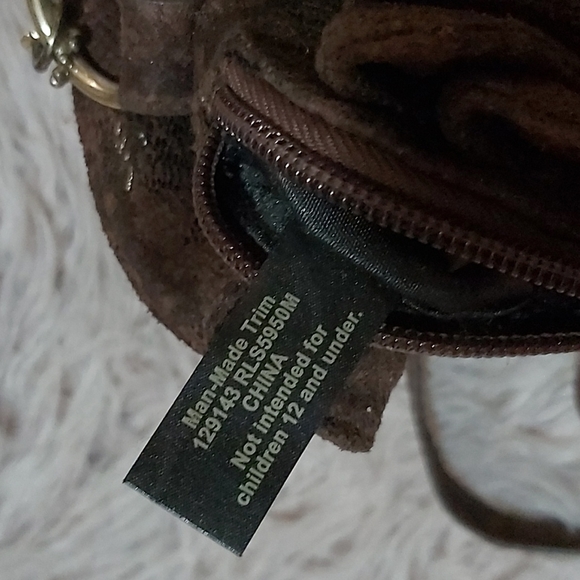 Man-Made Trim
129143 RLS5950M
CHINA
Not intended for
children 12 and under.